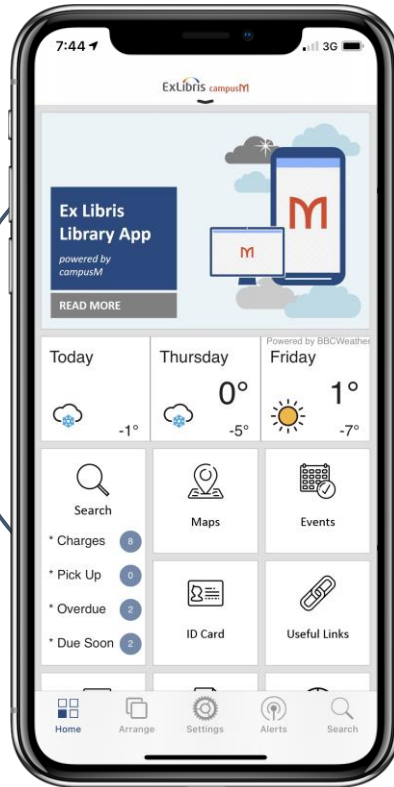 7:44
3G
ExLibris campusM
Ex Libris
Library App
powered by
campusM
READ MORE
M
M
Powered by BBCWeather
Today
-1°
Thursday
0°
-5°
Friday
1°
-7°
Search
* Charges 8
* Pick Up 0
* Overdue 2
* Due Soon 2
Maps
Events
ID Card
Useful Links
Home
Arrange
Settings
Alerts
Search